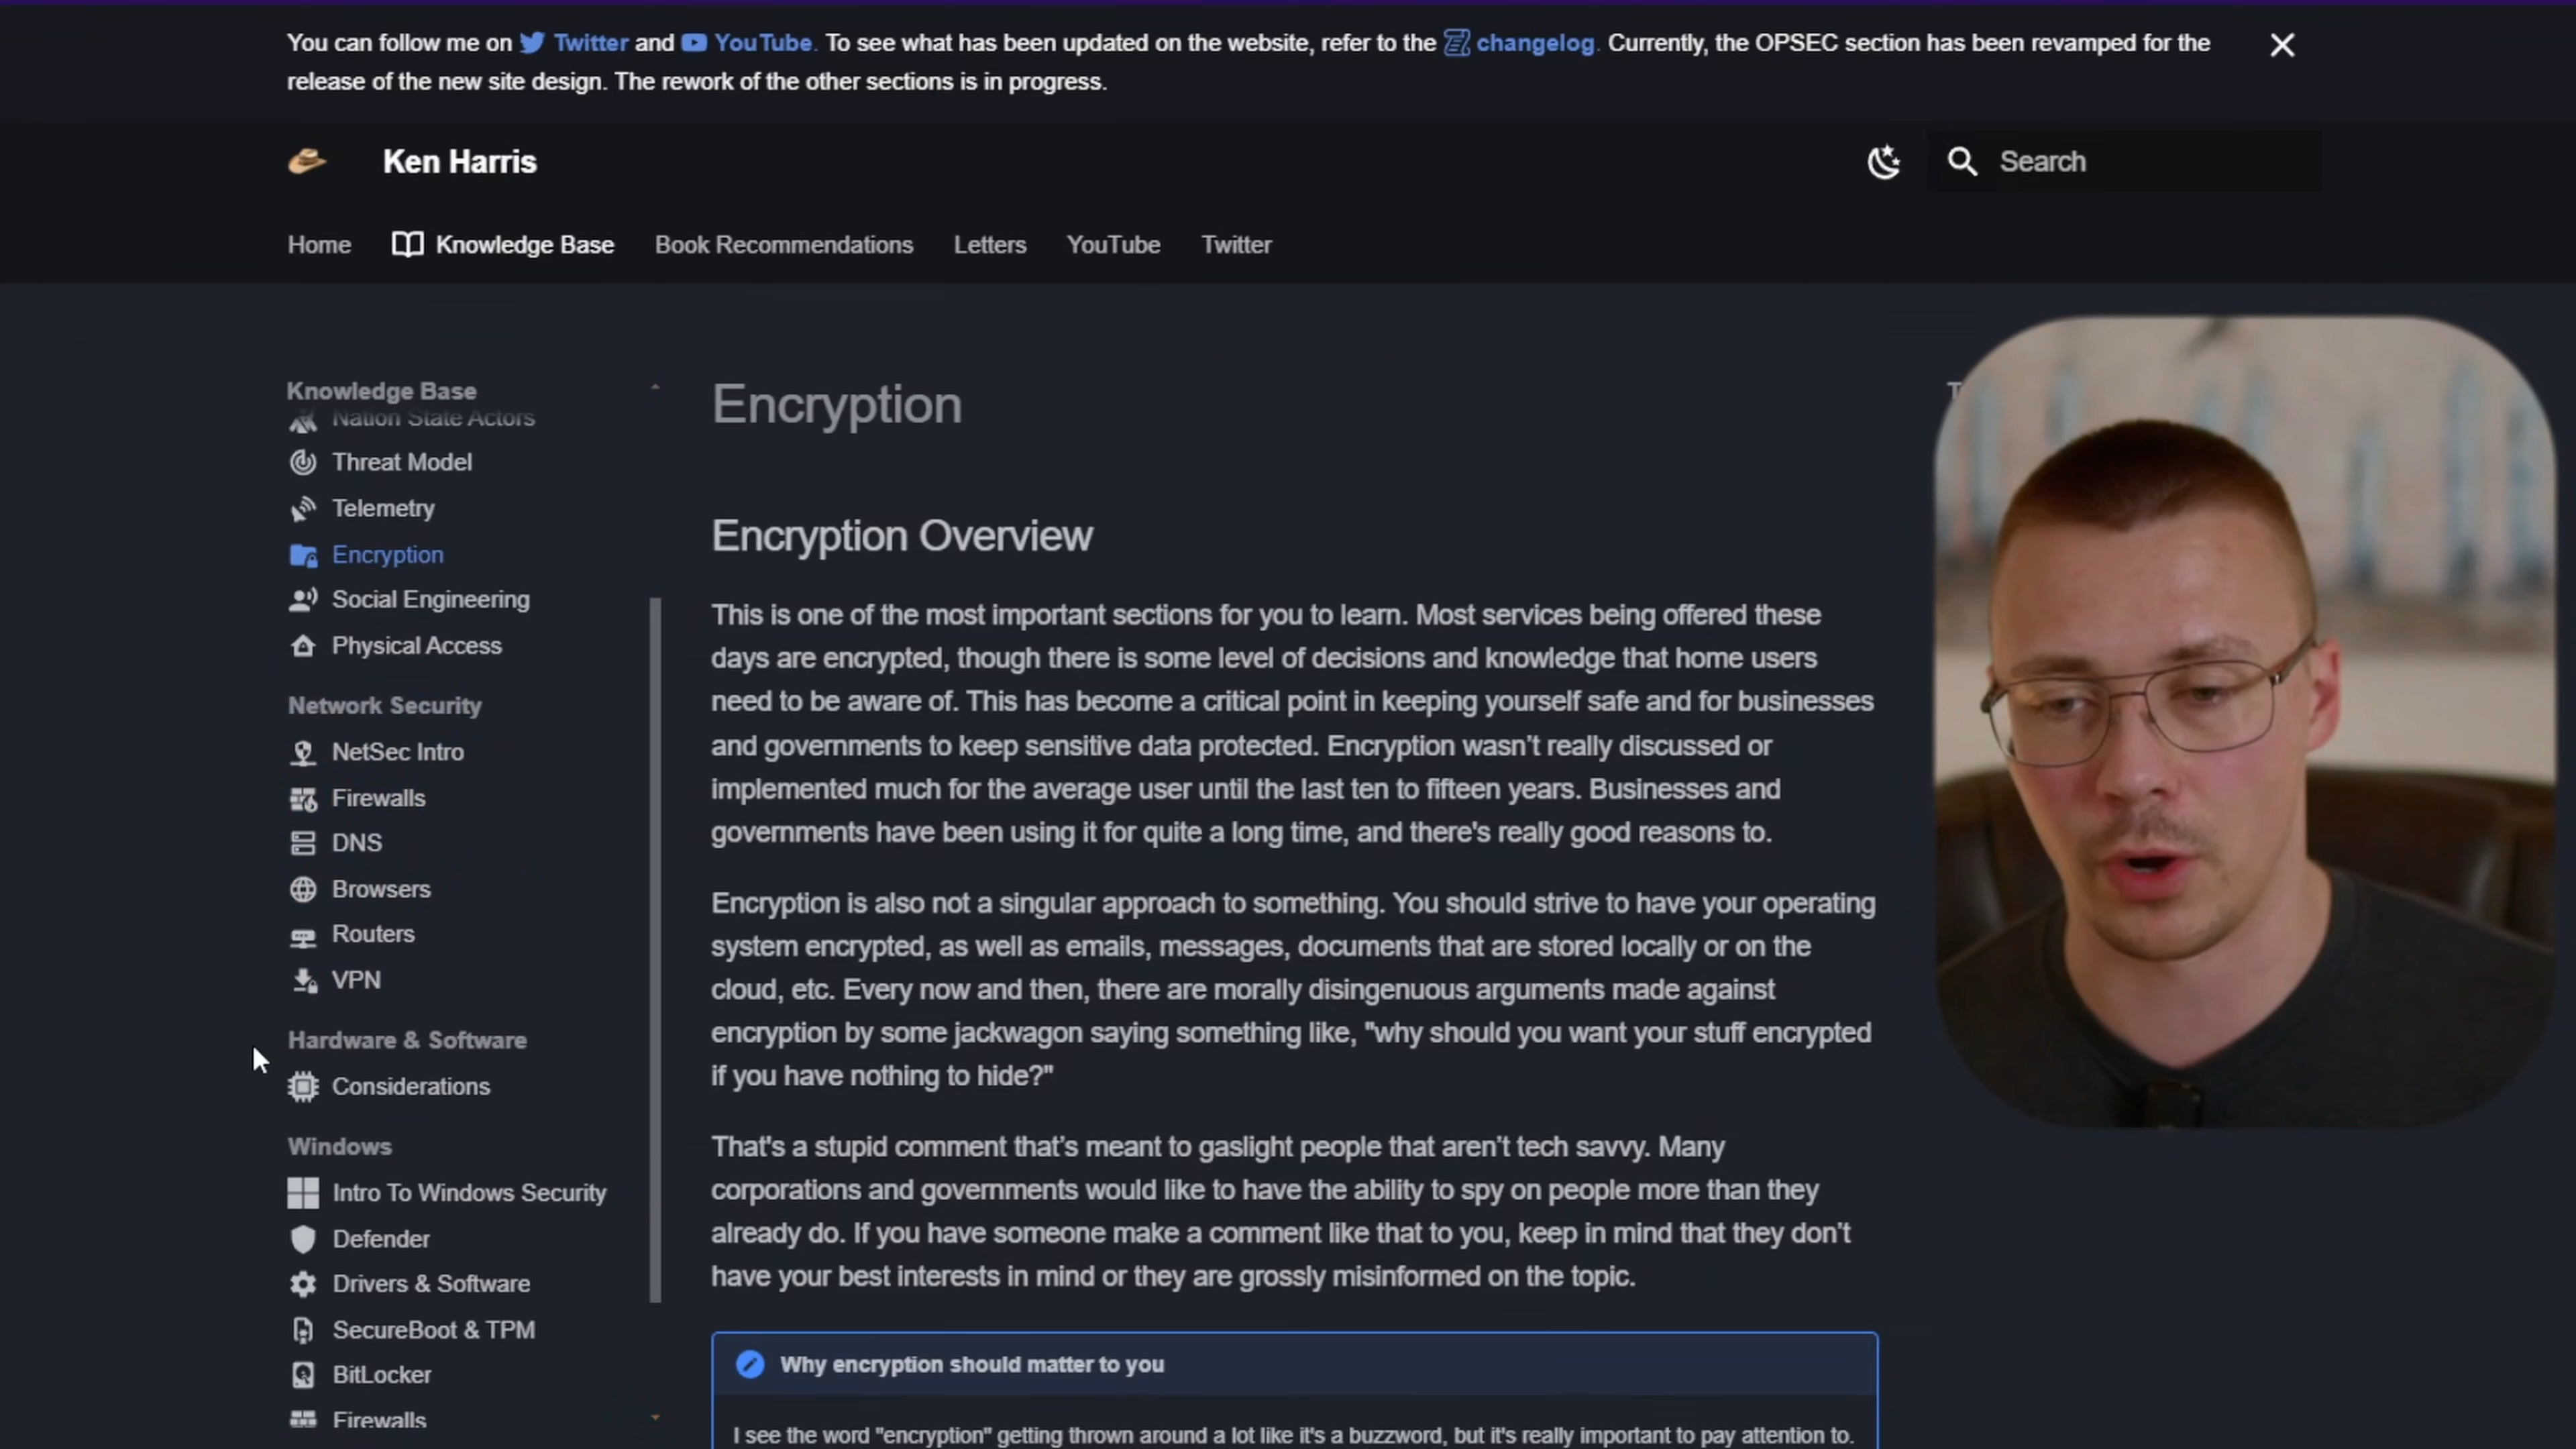 You can follow me on Twitter and YouTube. To see what has been updated on the website, refer to the changelog. Currently, the OPSEC section has been revamped for the
release of the new site design. The rework of the other sections is in progress.
Ken Harris
Search
Home
Knowledge Base
Book Recommendations
Letters
YouTube
Twitter
Knowledge Base
Nation State Actors
Threat Model
Telemetry
Encryption
Social Engineering
Physical Access
Network Security
NetSec Intro
Firewalls
DNS
Browsers
Routers
VPN
Hardware & Software
Considerations
Windows
Intro To Windows Security
Defender
Drivers & Software
SecureBoot & TPM
BitLocker
Firewalls
Encryption
Encryption Overview
This is one of the most important sections for you to learn. Most services being offered these
days are encrypted, though there is some level of decisions and knowledge that home users
need to be aware of. This has become a critical point in keeping yourself safe and for businesses
and governments to keep sensitive data protected. Encryption wasn't really discussed or
implemented much for the average user until the last ten to fifteen years. Businesses and
governments have been using it for quite a long time, and there's really good reasons to.
Encryption is also not a singular approach to something. You should strive to have your operating
system encrypted, as well as emails, messages, documents that are stored locally or on the
cloud, etc. Every now and then, there are morally disingenuous arguments made against
encryption by some jackwagon saying something like, "why should you want your stuff encrypted
if you have nothing to hide?"
That's a stupid comment that's meant to gaslight people that aren't tech savvy. Many
corporations and governments would like to have the ability to spy on people more than they
already do. If you have someone make a comment like that to you, keep in mind that they don't
have your best interests in mind or they are grossly misinformed on the topic.
Why encryption should matter to you
I see the word "encryption" getting thrown around a lot like it's a buzzword, but it's really important to pay attention to.